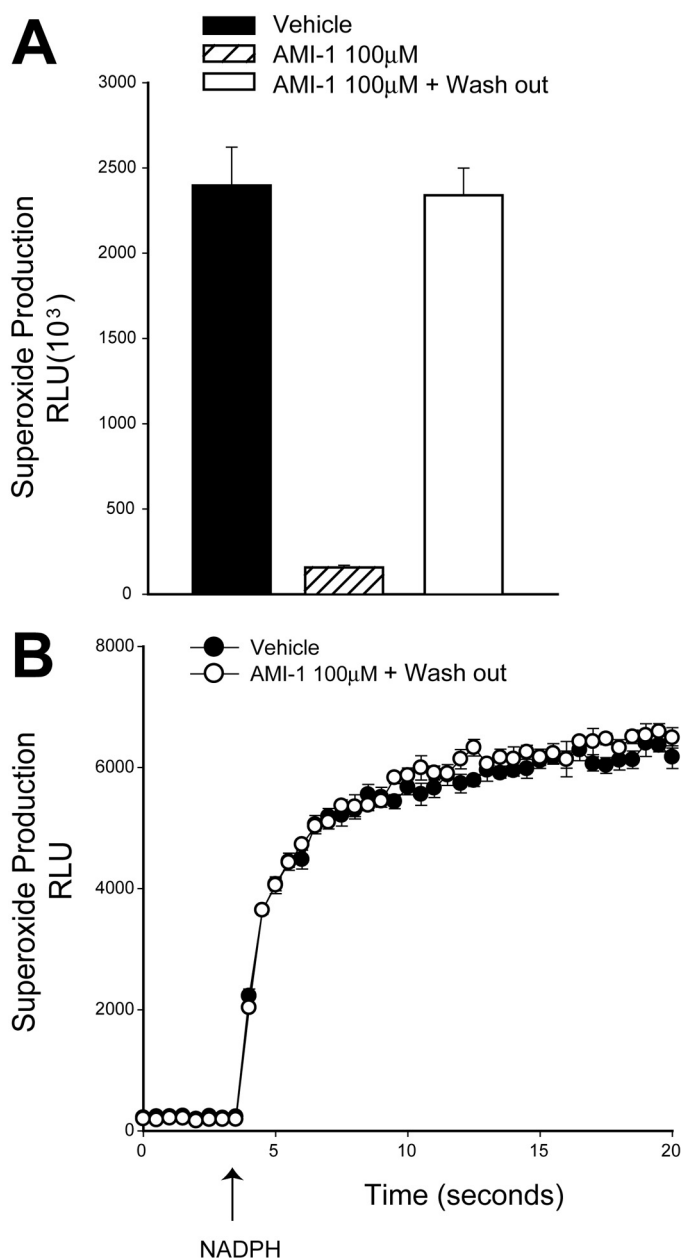 A
Vehicle
AMI-1 100μM
AMI-1 100μM + Wash out
Superoxide Production
RLU(10³)
3000
2500
2000
1500
1000
500
0
B
Vehicle
AMI-1 100μM + Wash out
Superoxide Production
RLU
8000
6000
4000
2000
0
0 5 10 15 20
Time (seconds)
NADPH